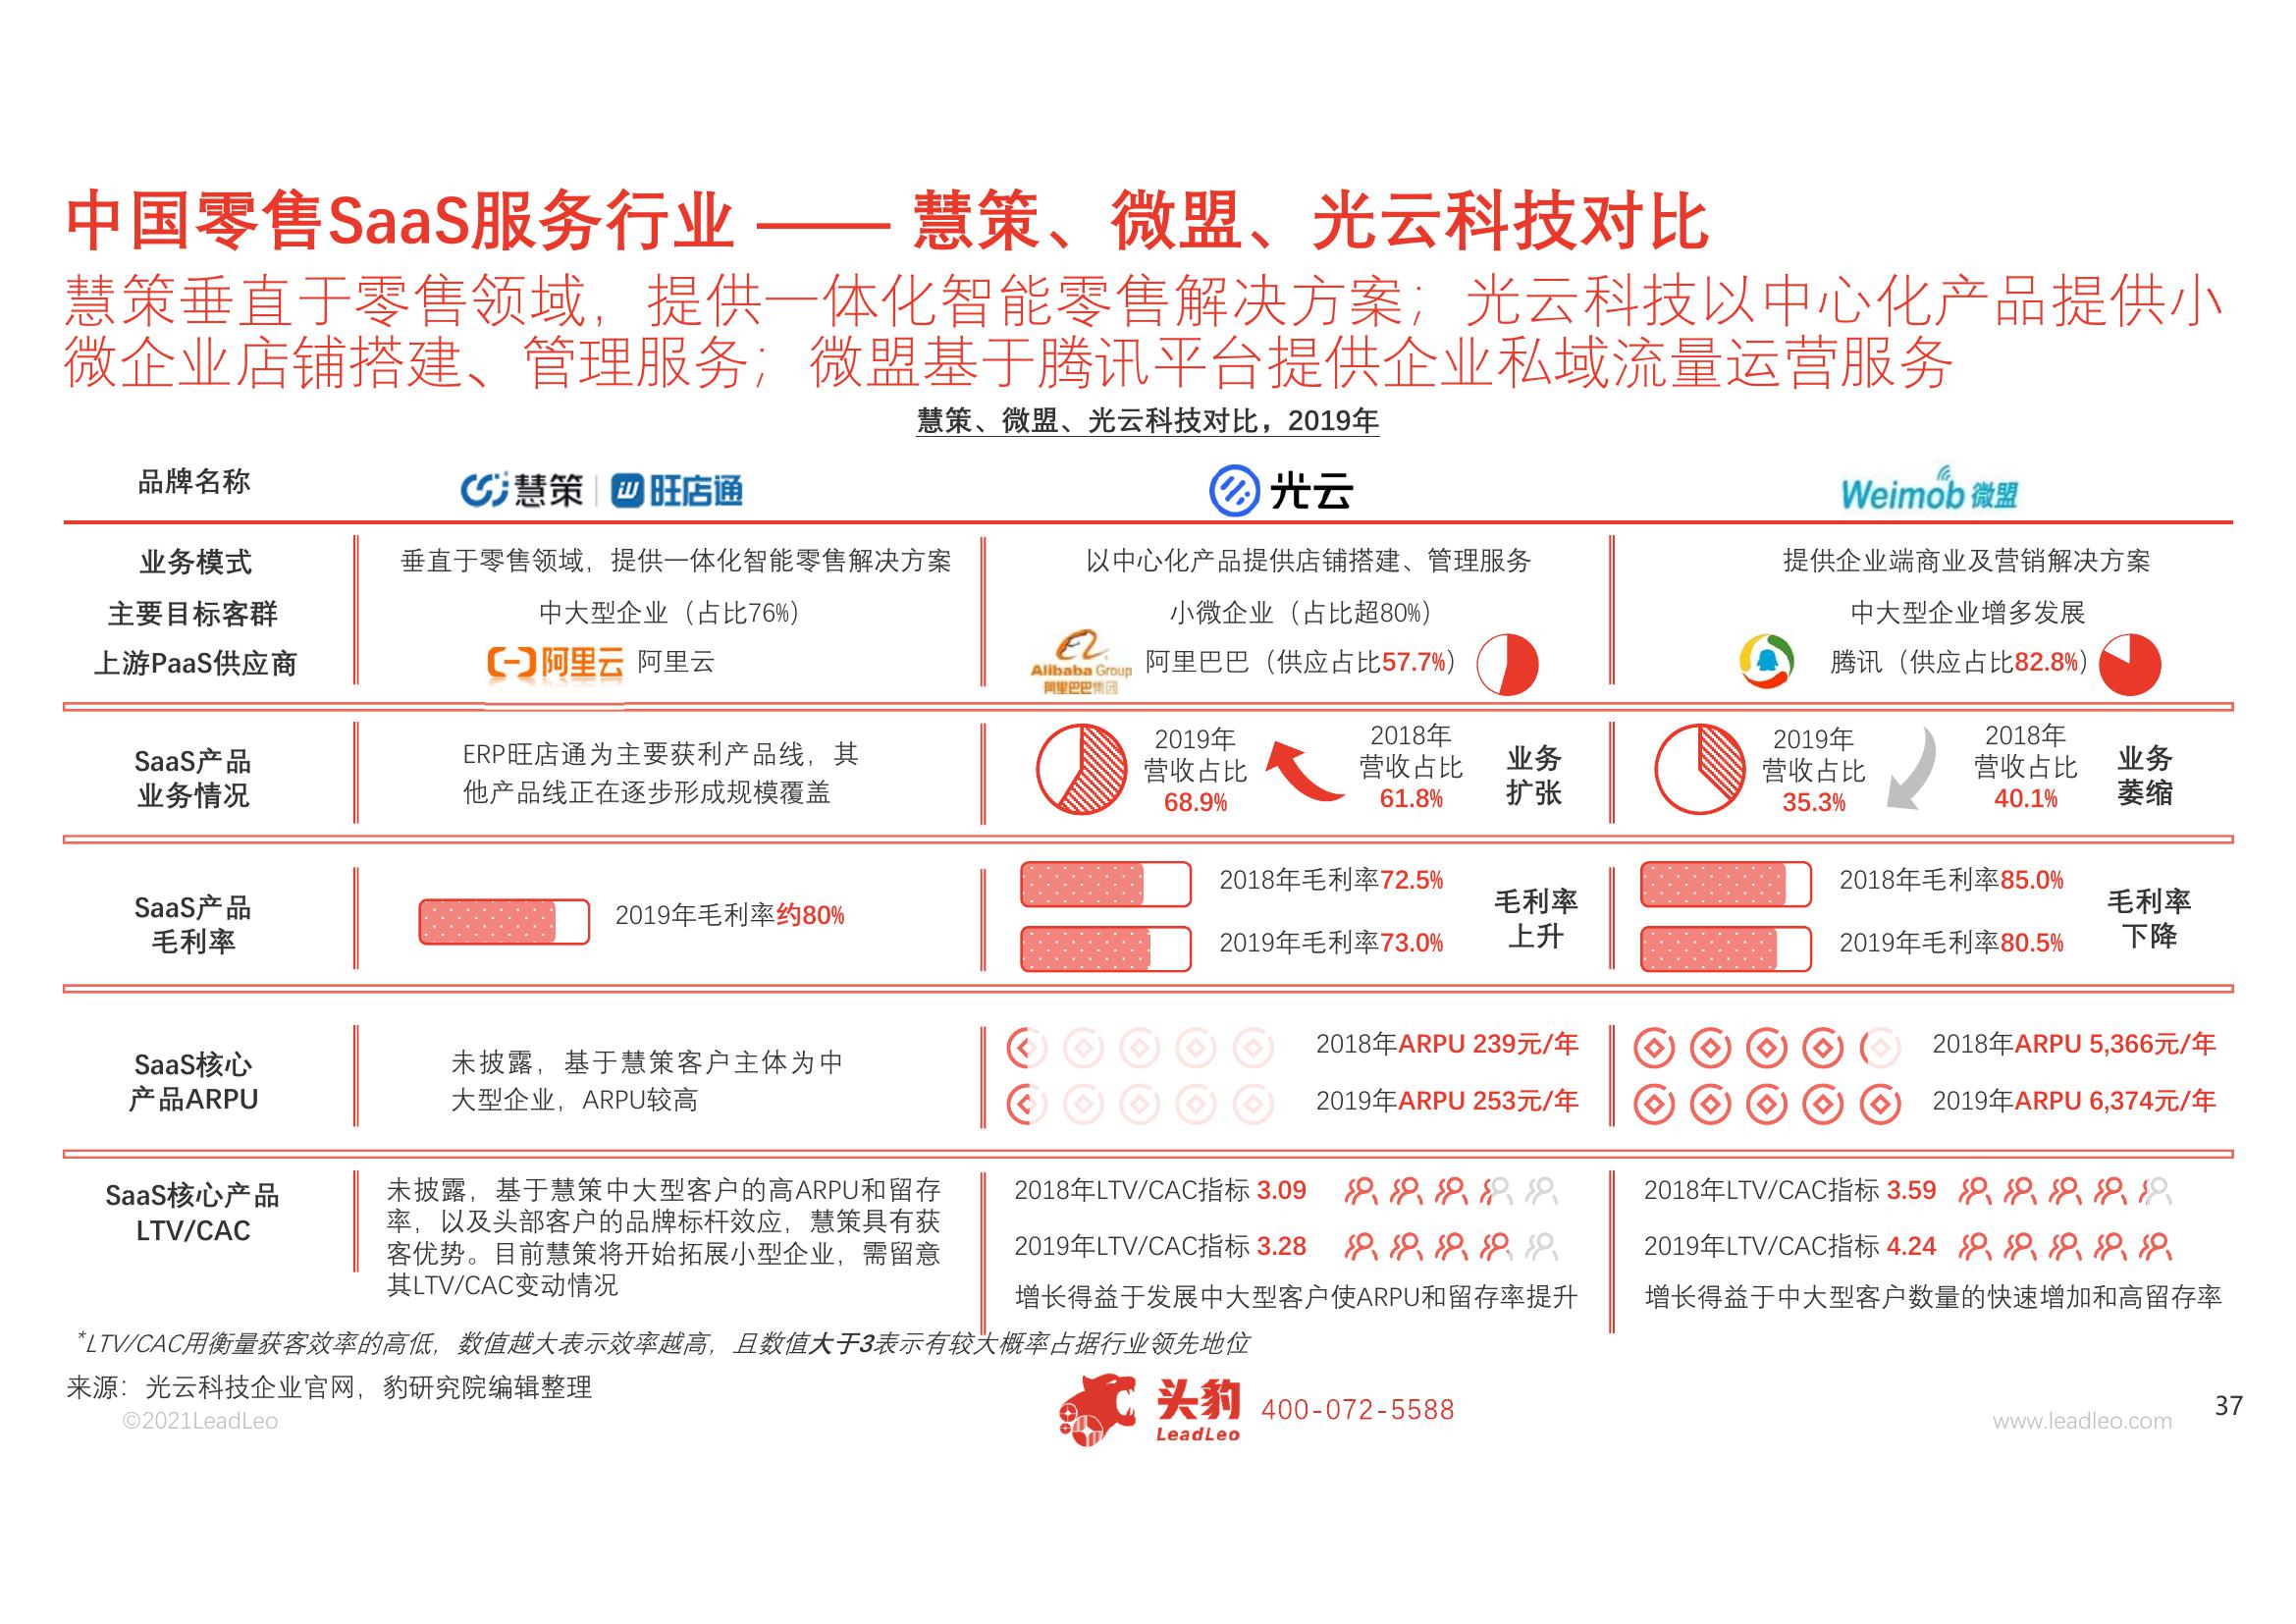 中国零售SaaS服务行业 —— 慧策、微盟、光云科技对比
慧策垂直于零售领域，提供一体化智能零售解决方案；光云科技以中心化产品提供小
微企业店铺搭建、管理服务；微盟基于腾讯平台提供企业私域流量运营服务
慧策、微盟、光云科技对比，2019年
品牌名称
慧策 | 旺店通
光云
Weimob 微盟
业务模式
垂直于零售领域，提供一体化智能零售解决方案
以中心化产品提供店铺搭建、管理服务
提供企业端商业及营销解决方案
主要目标客群
中大型企业（占比76%）
小微企业（占比超80%）
中大型企业增多发展
上游PaaS供应商
阿里云 阿里云
Alibaba Group
阿里巴巴集团
阿里巴巴（供应占比57.7%）
腾讯（供应占比82.8%）
SaaS产品
业务情况
ERP旺店通为主要获利产品线，其
他产品线正在逐步形成规模覆盖
2019年
营收占比
68.9%
2018年
营收占比
61.8%
业务
扩张
2019年
营收占比
35.3%
2018年
营收占比
40.1%
业务
萎缩
SaaS产品
毛利率
2019年毛利率约80%
2018年毛利率72.5%
2019年毛利率73.0%
毛利率
上升
2018年毛利率85.0%
2019年毛利率80.5%
毛利率
下降
SaaS核心
产品ARPU
未披露，基于慧策客户主体为中
大型企业，ARPU较高
2018年ARPU 239元/年
2019年ARPU 253元/年
2018年ARPU 5,366元/年
2019年ARPU 6,374元/年
SaaS核心产品
LTV/CAC
未披露，基于慧策中大型客户的高ARPU和留存
率，以及头部客户的品牌标杆效应，慧策具有获
客优势。目前慧策将开始拓展小型企业，需留意
其LTV/CAC变动情况
2018年LTV/CAC指标 3.09
2019年LTV/CAC指标 3.28
增长得益于发展中大型客户使ARPU和留存率提升
2018年LTV/CAC指标 3.59
2019年LTV/CAC指标 4.24
增长得益于中大型客户数量的快速增加和高留存率
*LTV/CAC用衡量获客效率的高低，数值越大表示效率越高，且数值大于3表示有较大概率占据行业领先地位
来源：光云科技企业官网，豹研究院编辑整理
©2021LeadLeo
头豹
LeadLeo
400-072-5588
www.leadleo.com
37